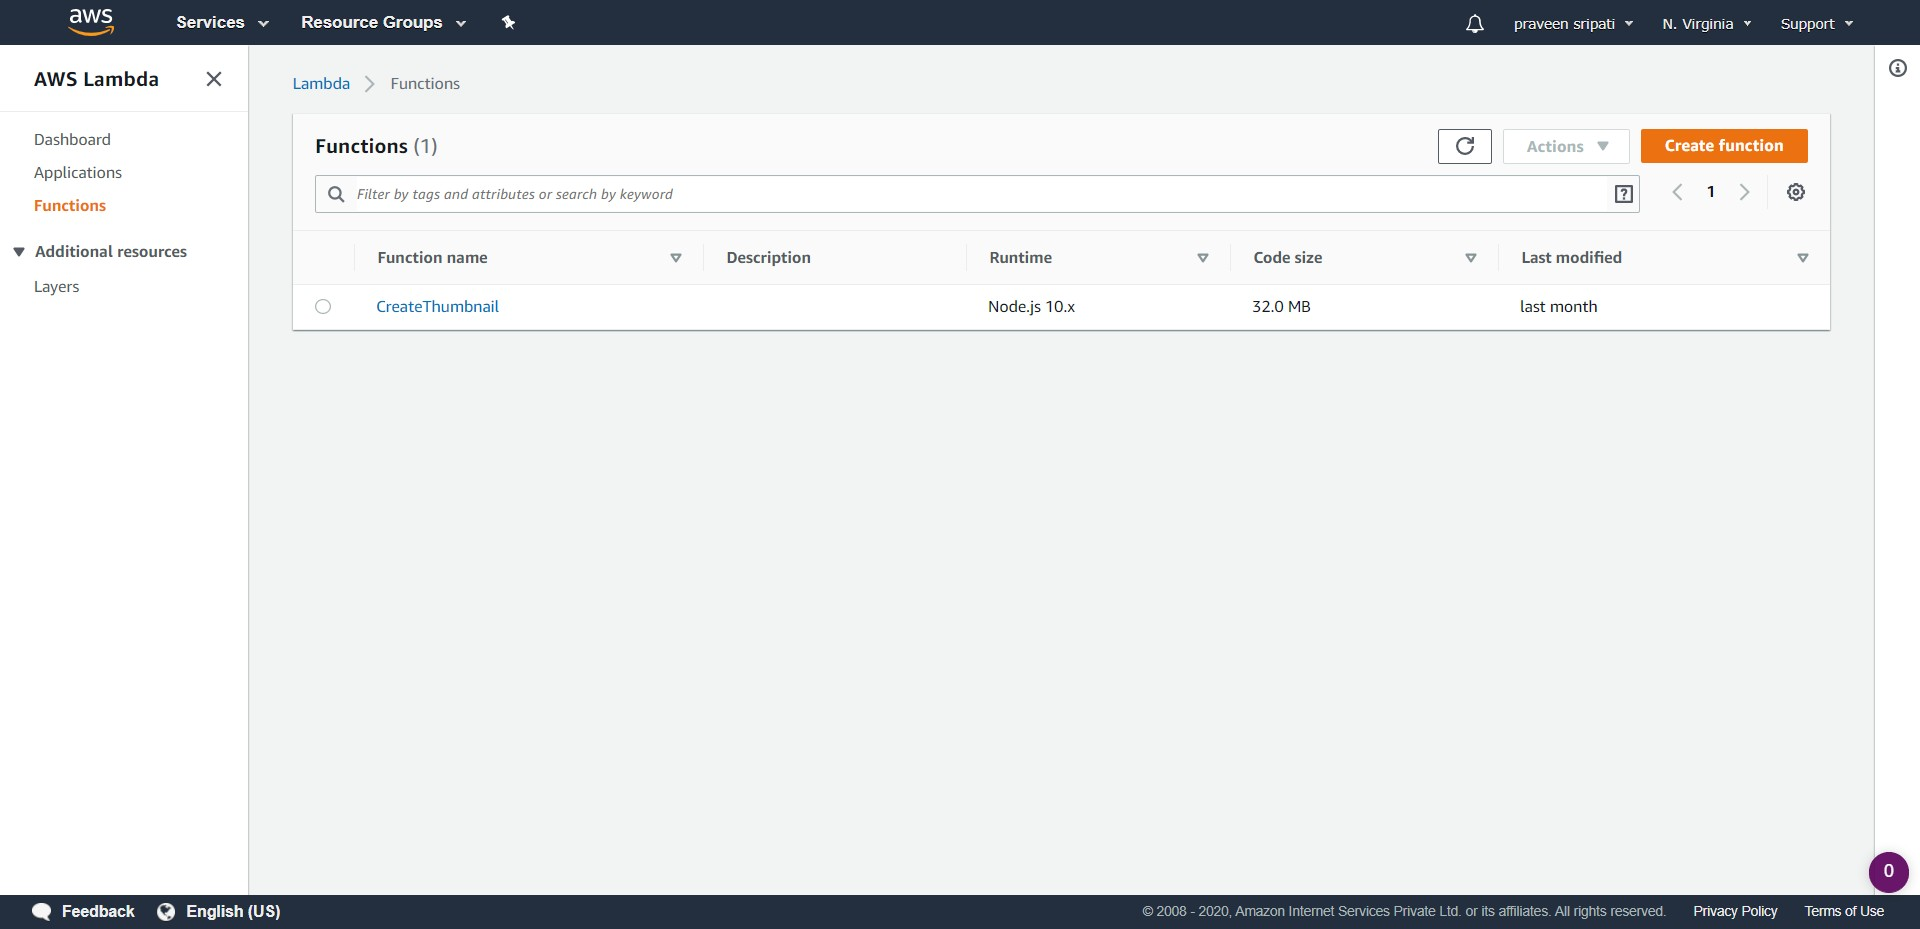 aws Services Resource Groups praveen sripati N. Virginia Support
AWS Lambda
Dashboard
Applications
Functions
Additional resources
Layers
Lambda Functions
Functions (1) Actions Create function
Filter by tags and attributes or search by keyword ? 1
Function name Description Runtime Code size Last modified
CreateThumbnail Node.js 10.x 32.0 MB last month
0
Feedback English (US) © 2008 - 2020, Amazon Internet Services Private Ltd. or its affiliates. All rights reserved. Privacy Policy Terms of Use